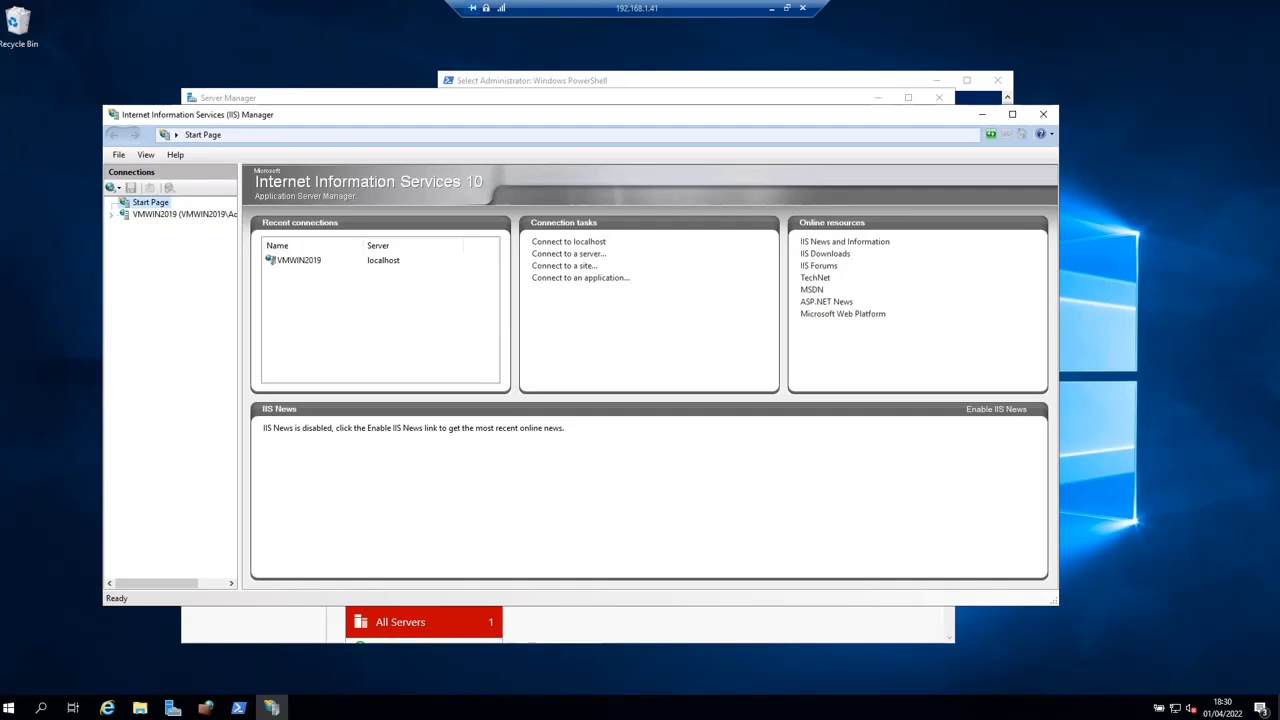 192.168.1.41
Recycle Bin
Select Administrator: Windows PowerShell
Server Manager
Internet Information Services (IIS) Manager
Start Page
File View Help
Connections
Start Page
VMWIN2019 (VMWIN2019\Ac
Microsoft
Internet Information Services 10
Application Server Manager
Recent connections
Name Server
VMWIN2019 localhost
Connection tasks
Connect to localhost
Connect to a server...
Connect to a site...
Connect to an application...
Online resources
IIS News and Information
IIS Downloads
IIS Forums
TechNet
MSDN
ASP.NET News
Microsoft Web Platform
IIS News Enable IIS News
IIS News is disabled, click the Enable IIS News link to get the most recent online news.
Ready
All Servers 1
18:30
01/04/2022
3